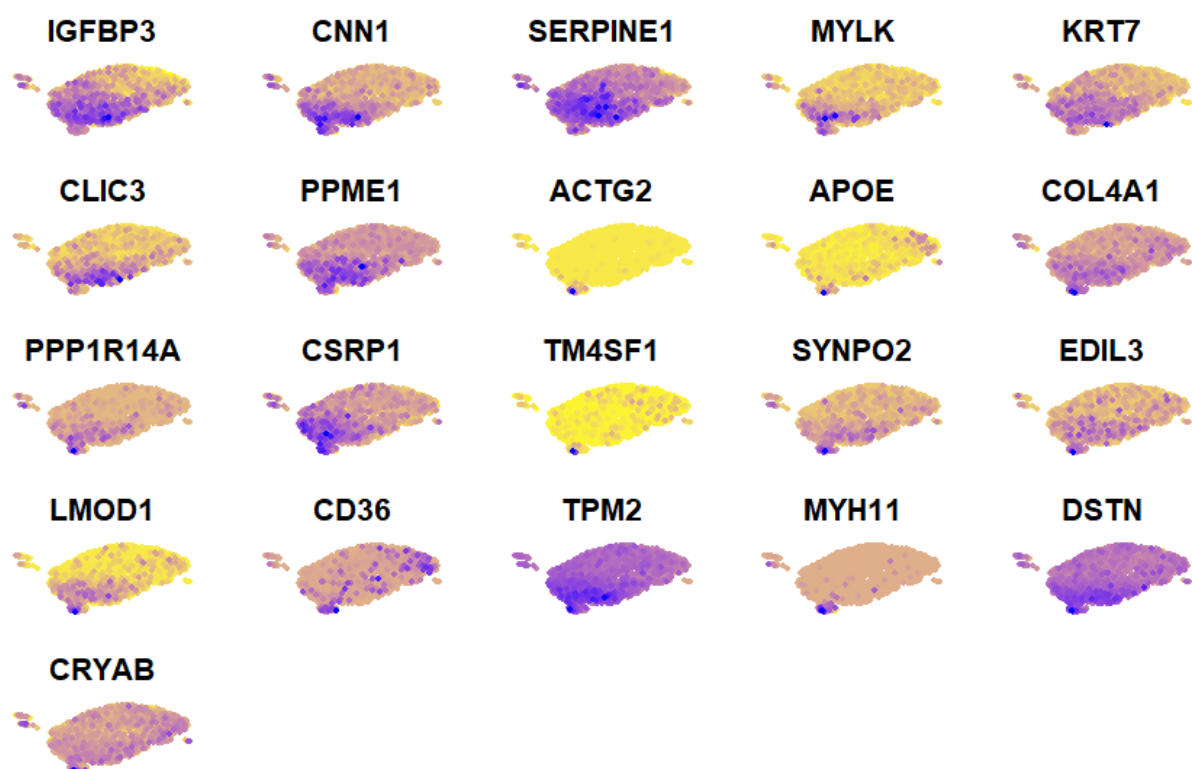 IGFBP3 CNN1 SERPINE1 MYLK KRT7
CLIC3 PPME1 ACTG2 APOE COL4A1
PPP1R14A CSRP1 TM4SF1 SYNPO2 EDIL3
LMOD1 CD36 TPM2 MYH11 DSTN
CRYAB